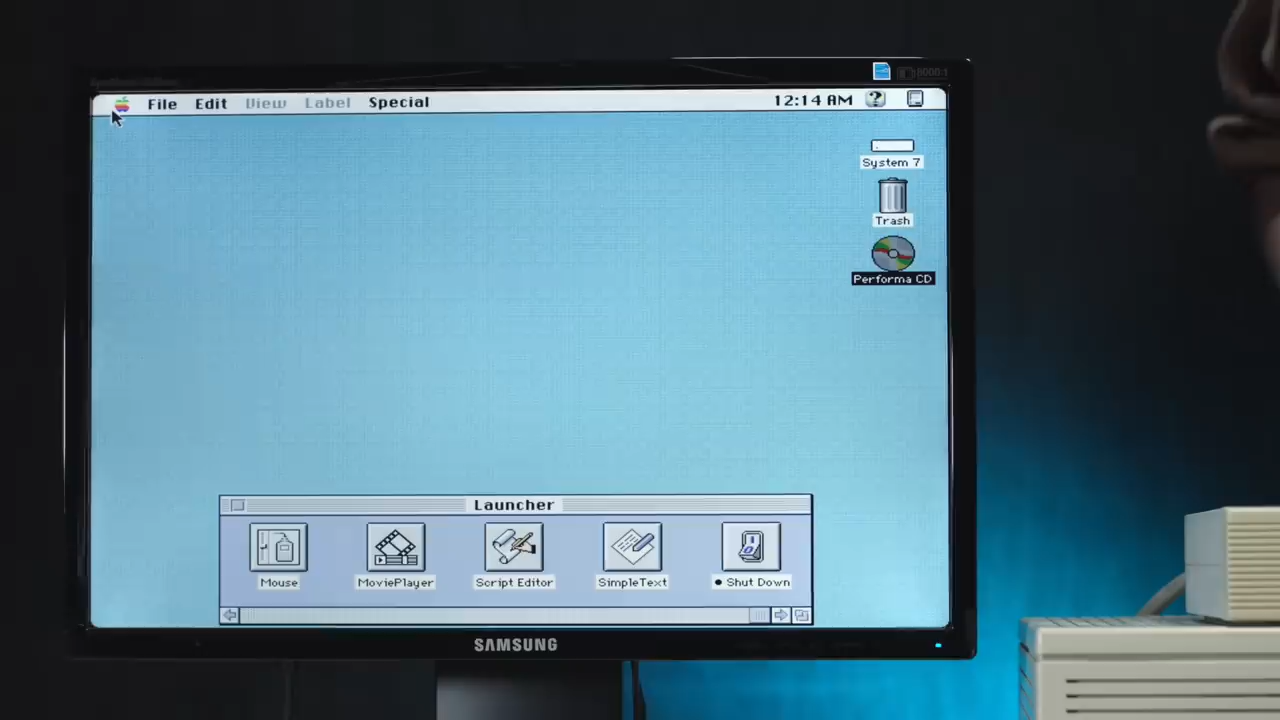 File Edit View Label Special 12:14 AM
System 7
Trash
Performa CD
Launcher
Mouse MoviePlayer Script Editor SimpleText • Shut Down
SAMSUNG